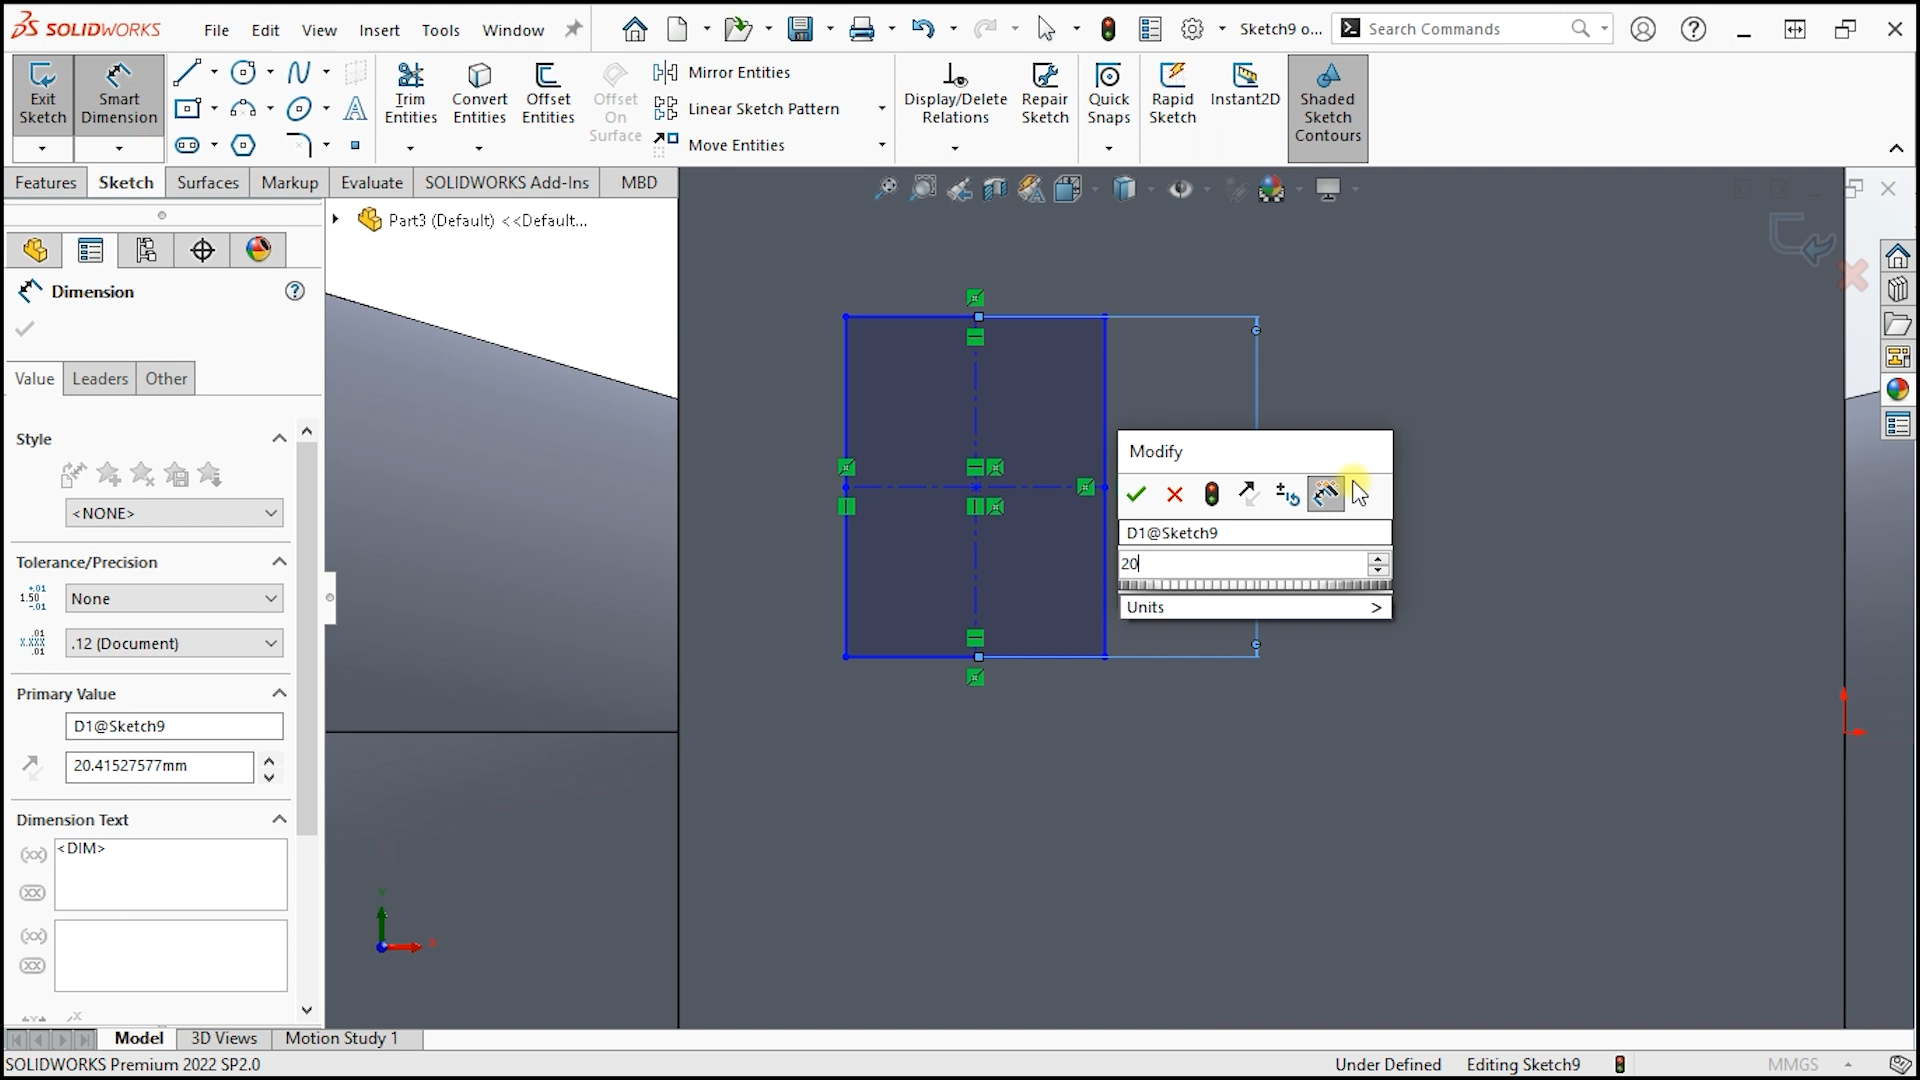 SOLIDWORKS File Edit View Insert Tools Window Sketch9 o... Search Commands
Exit Sketch
Smart Dimension
Trim Entities
Convert Entities
Offset Entities
Offset On Surface
Mirror Entities
Linear Sketch Pattern
Move Entities
Display/Delete Relations
Repair Sketch
Quick Snaps
Rapid Sketch
Instant2D
Shaded Sketch Contours
Features Sketch Surfaces Markup Evaluate SOLIDWORKS Add-Ins MBD
Part3 (Default) <<Default...
Dimension
Value Leaders Other
Style
<NONE>
Tolerance/Precision
None
.12 (Document)
Primary Value
D1@Sketch9
20.41527577mm
Dimension Text
<DIM>
Modify
D1@Sketch9
20
Units >
Y
Model 3D Views Motion Study 1
SOLIDWORKS Premium 2022 SP2.0 Under Defined Editing Sketch9 MMGS